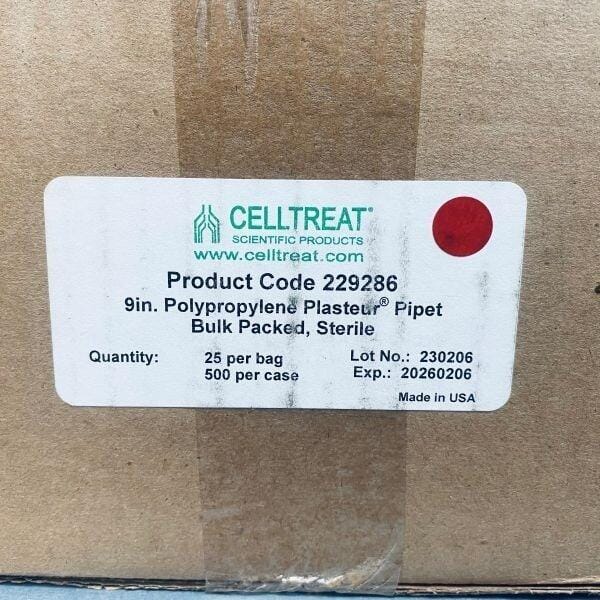 CELLTREAT®
SCIENTIFIC PRODUCTS
www.celltreat.com
Product Code 229286
9in. Polypropylene Plasteur® Pipet
Bulk Packed, Sterile
Quantity: 25 per bag Lot No.: 230206
500 per case Exp.: 20260206
Made in USA